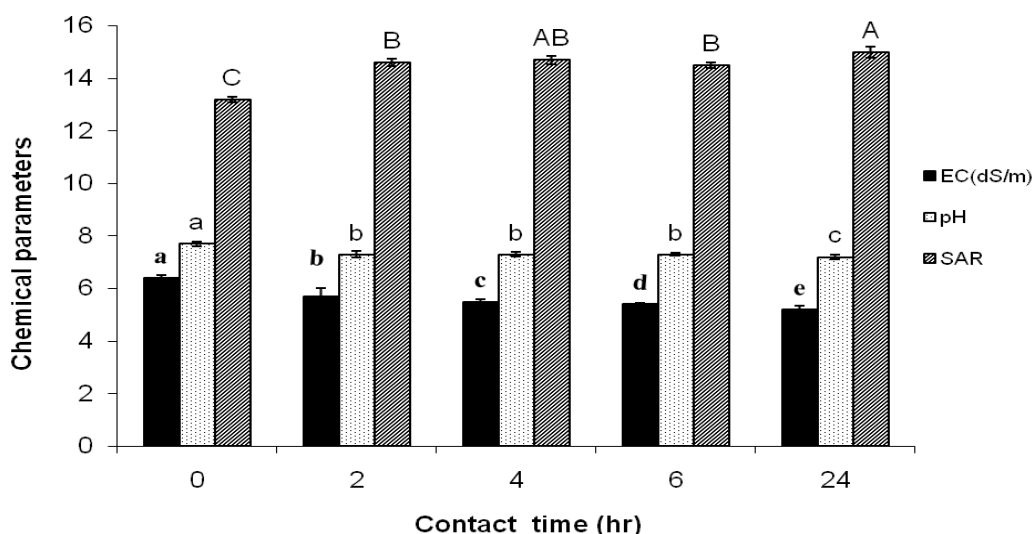 Chemical parameters
16
14
12
10
8
6
4
2
0
a a C
b b B
c b AB
d b B
e c A
0 2 4 6 24
Contact time (hr)
EC(dS/m)
pH
SAR